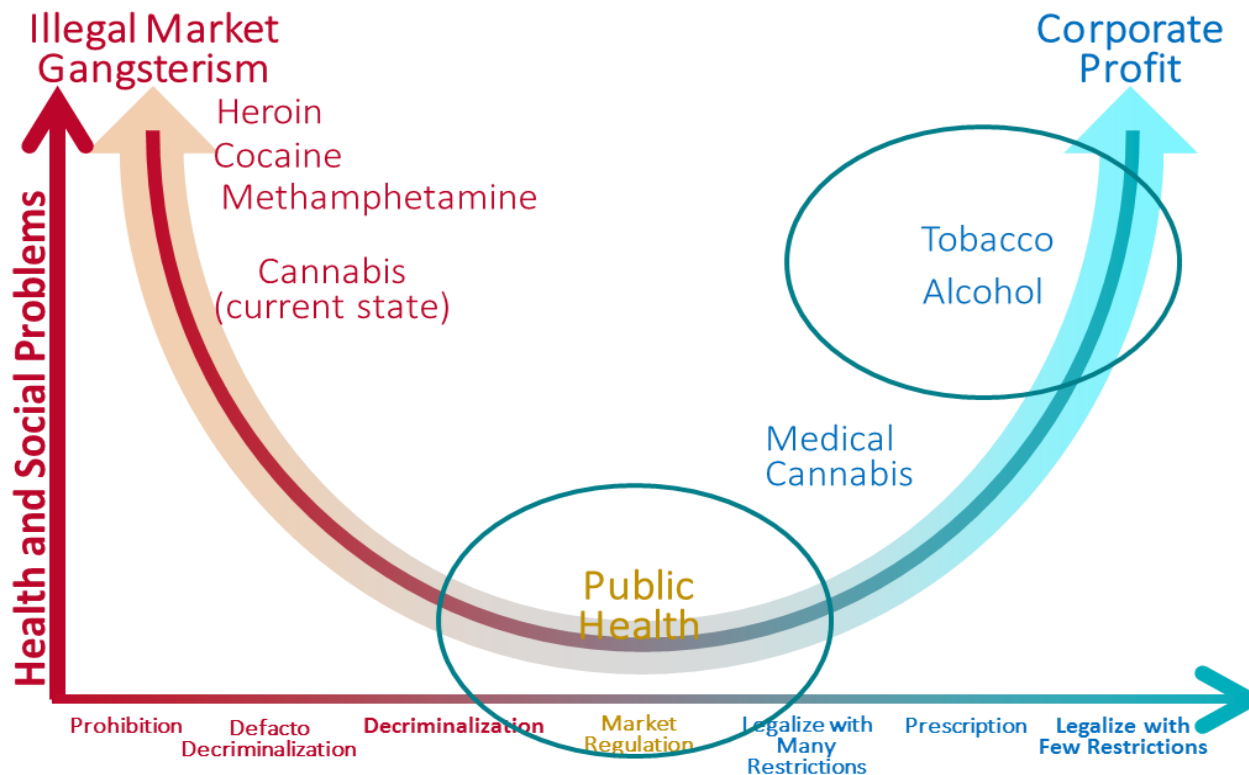 Illegal Market
Gangsterism
Corporate
Profit
Heroin
Cocaine
Methamphetamine
Cannabis
(current state)
Tobacco
Alcohol
Medical
Cannabis
Public
Health
Health and Social Problems
Prohibition
Defacto
Decriminalization
Decriminalization
Market
Regulation
Legalize with
Many
Restrictions
Prescription
Legalize with
Few Restrictions